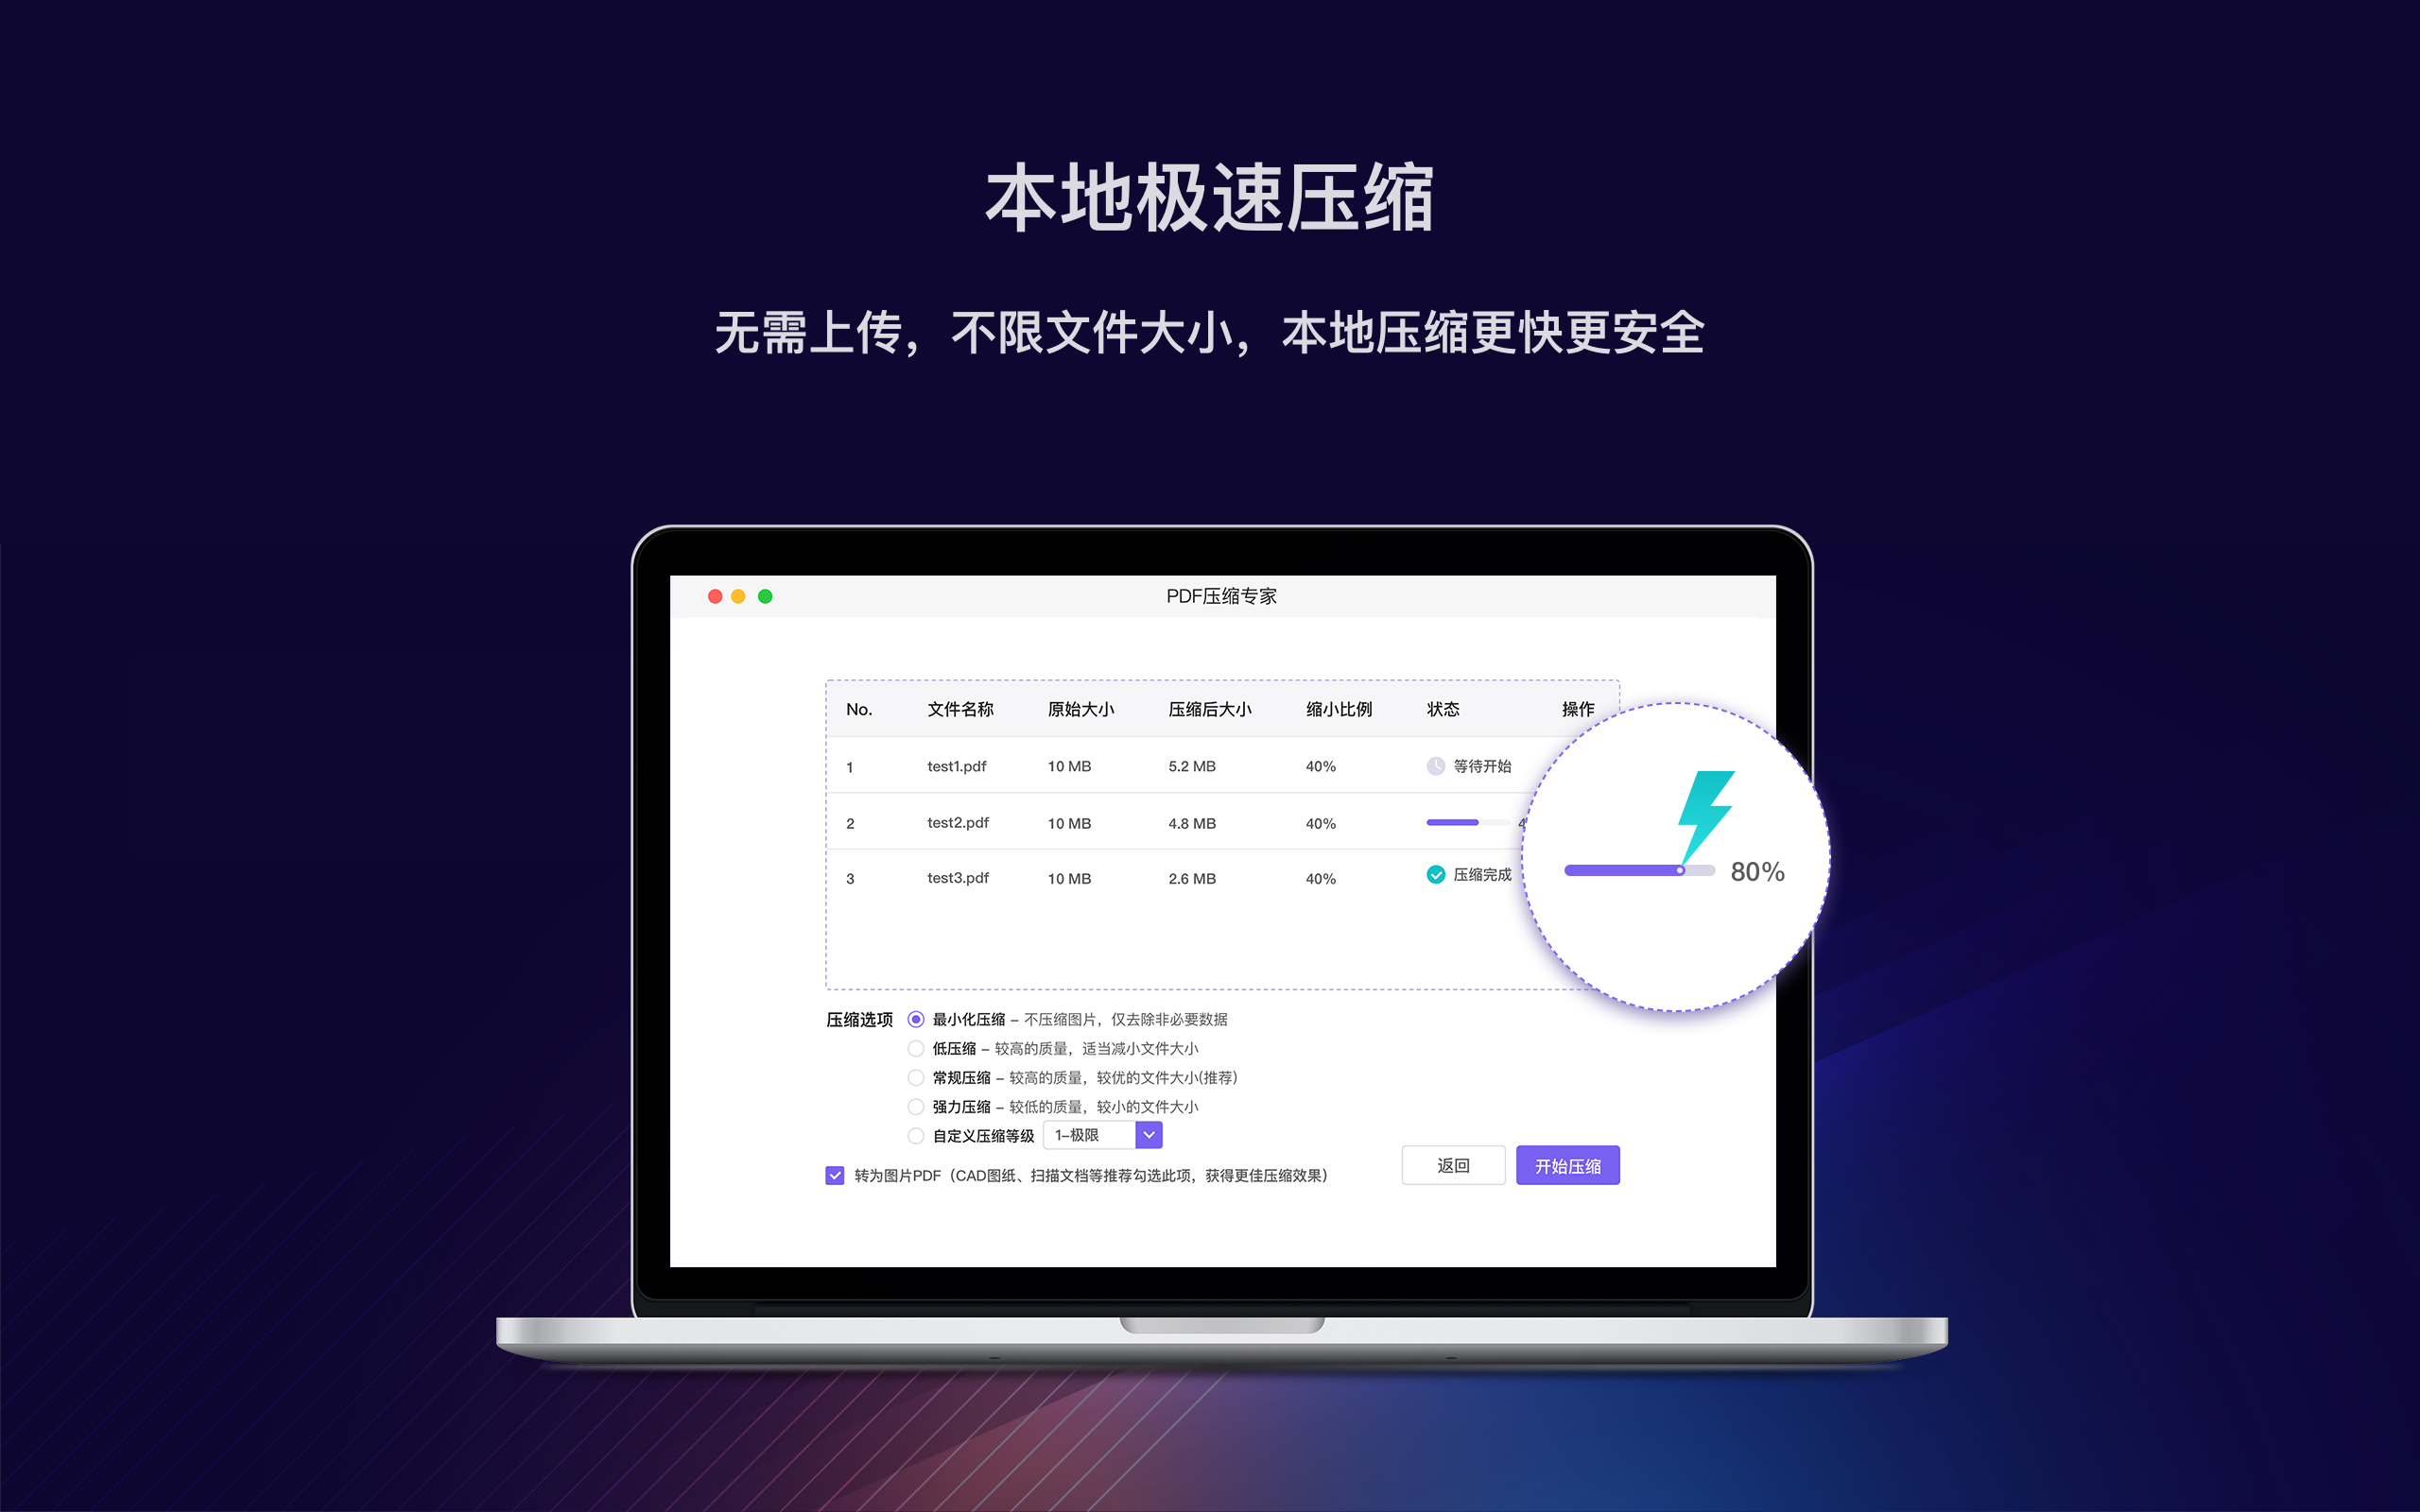 本地极速压缩
无需上传，不限文件大小，本地压缩更快更安全
PDF压缩专家
No. 文件名称 原始大小 压缩后大小 缩小比例 状态 操作
1 test1.pdf 10 MB 5.2 MB 40% 等待开始
2 test2.pdf 10 MB 4.8 MB 40% 4
80%
3 test3.pdf 10 MB 2.6 MB 40% 压缩完成
压缩选项 最小化压缩 – 不压缩图片，仅去除非必要数据
低压缩 – 较高的质量，适当减小文件大小
常规压缩 – 较高的质量，较优的文件大小(推荐)
强力压缩 – 较低的质量，较小的文件大小
自定义压缩等级 1–极限
转为图片PDF（CAD图纸、扫描文档等推荐勾选此项，获得更佳压缩效果）
返回 开始压缩